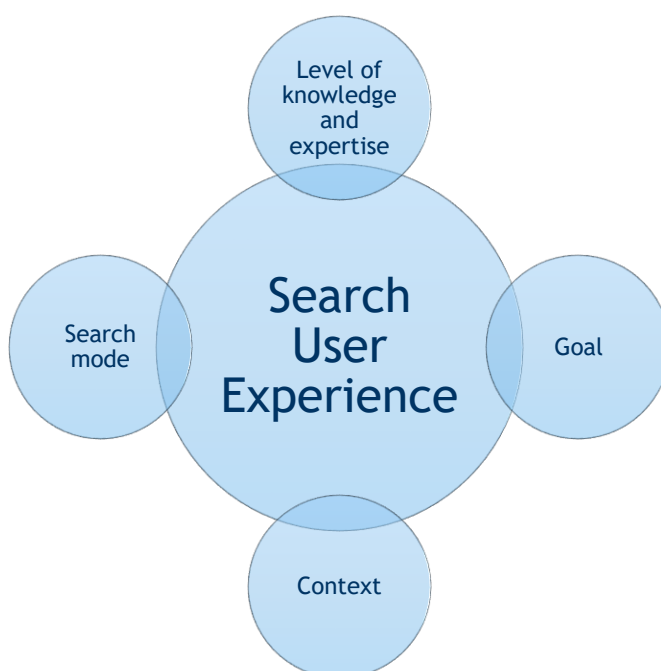 Level of
knowledge
and
expertise
Search
User
Experience
Search
mode
Goal
Context